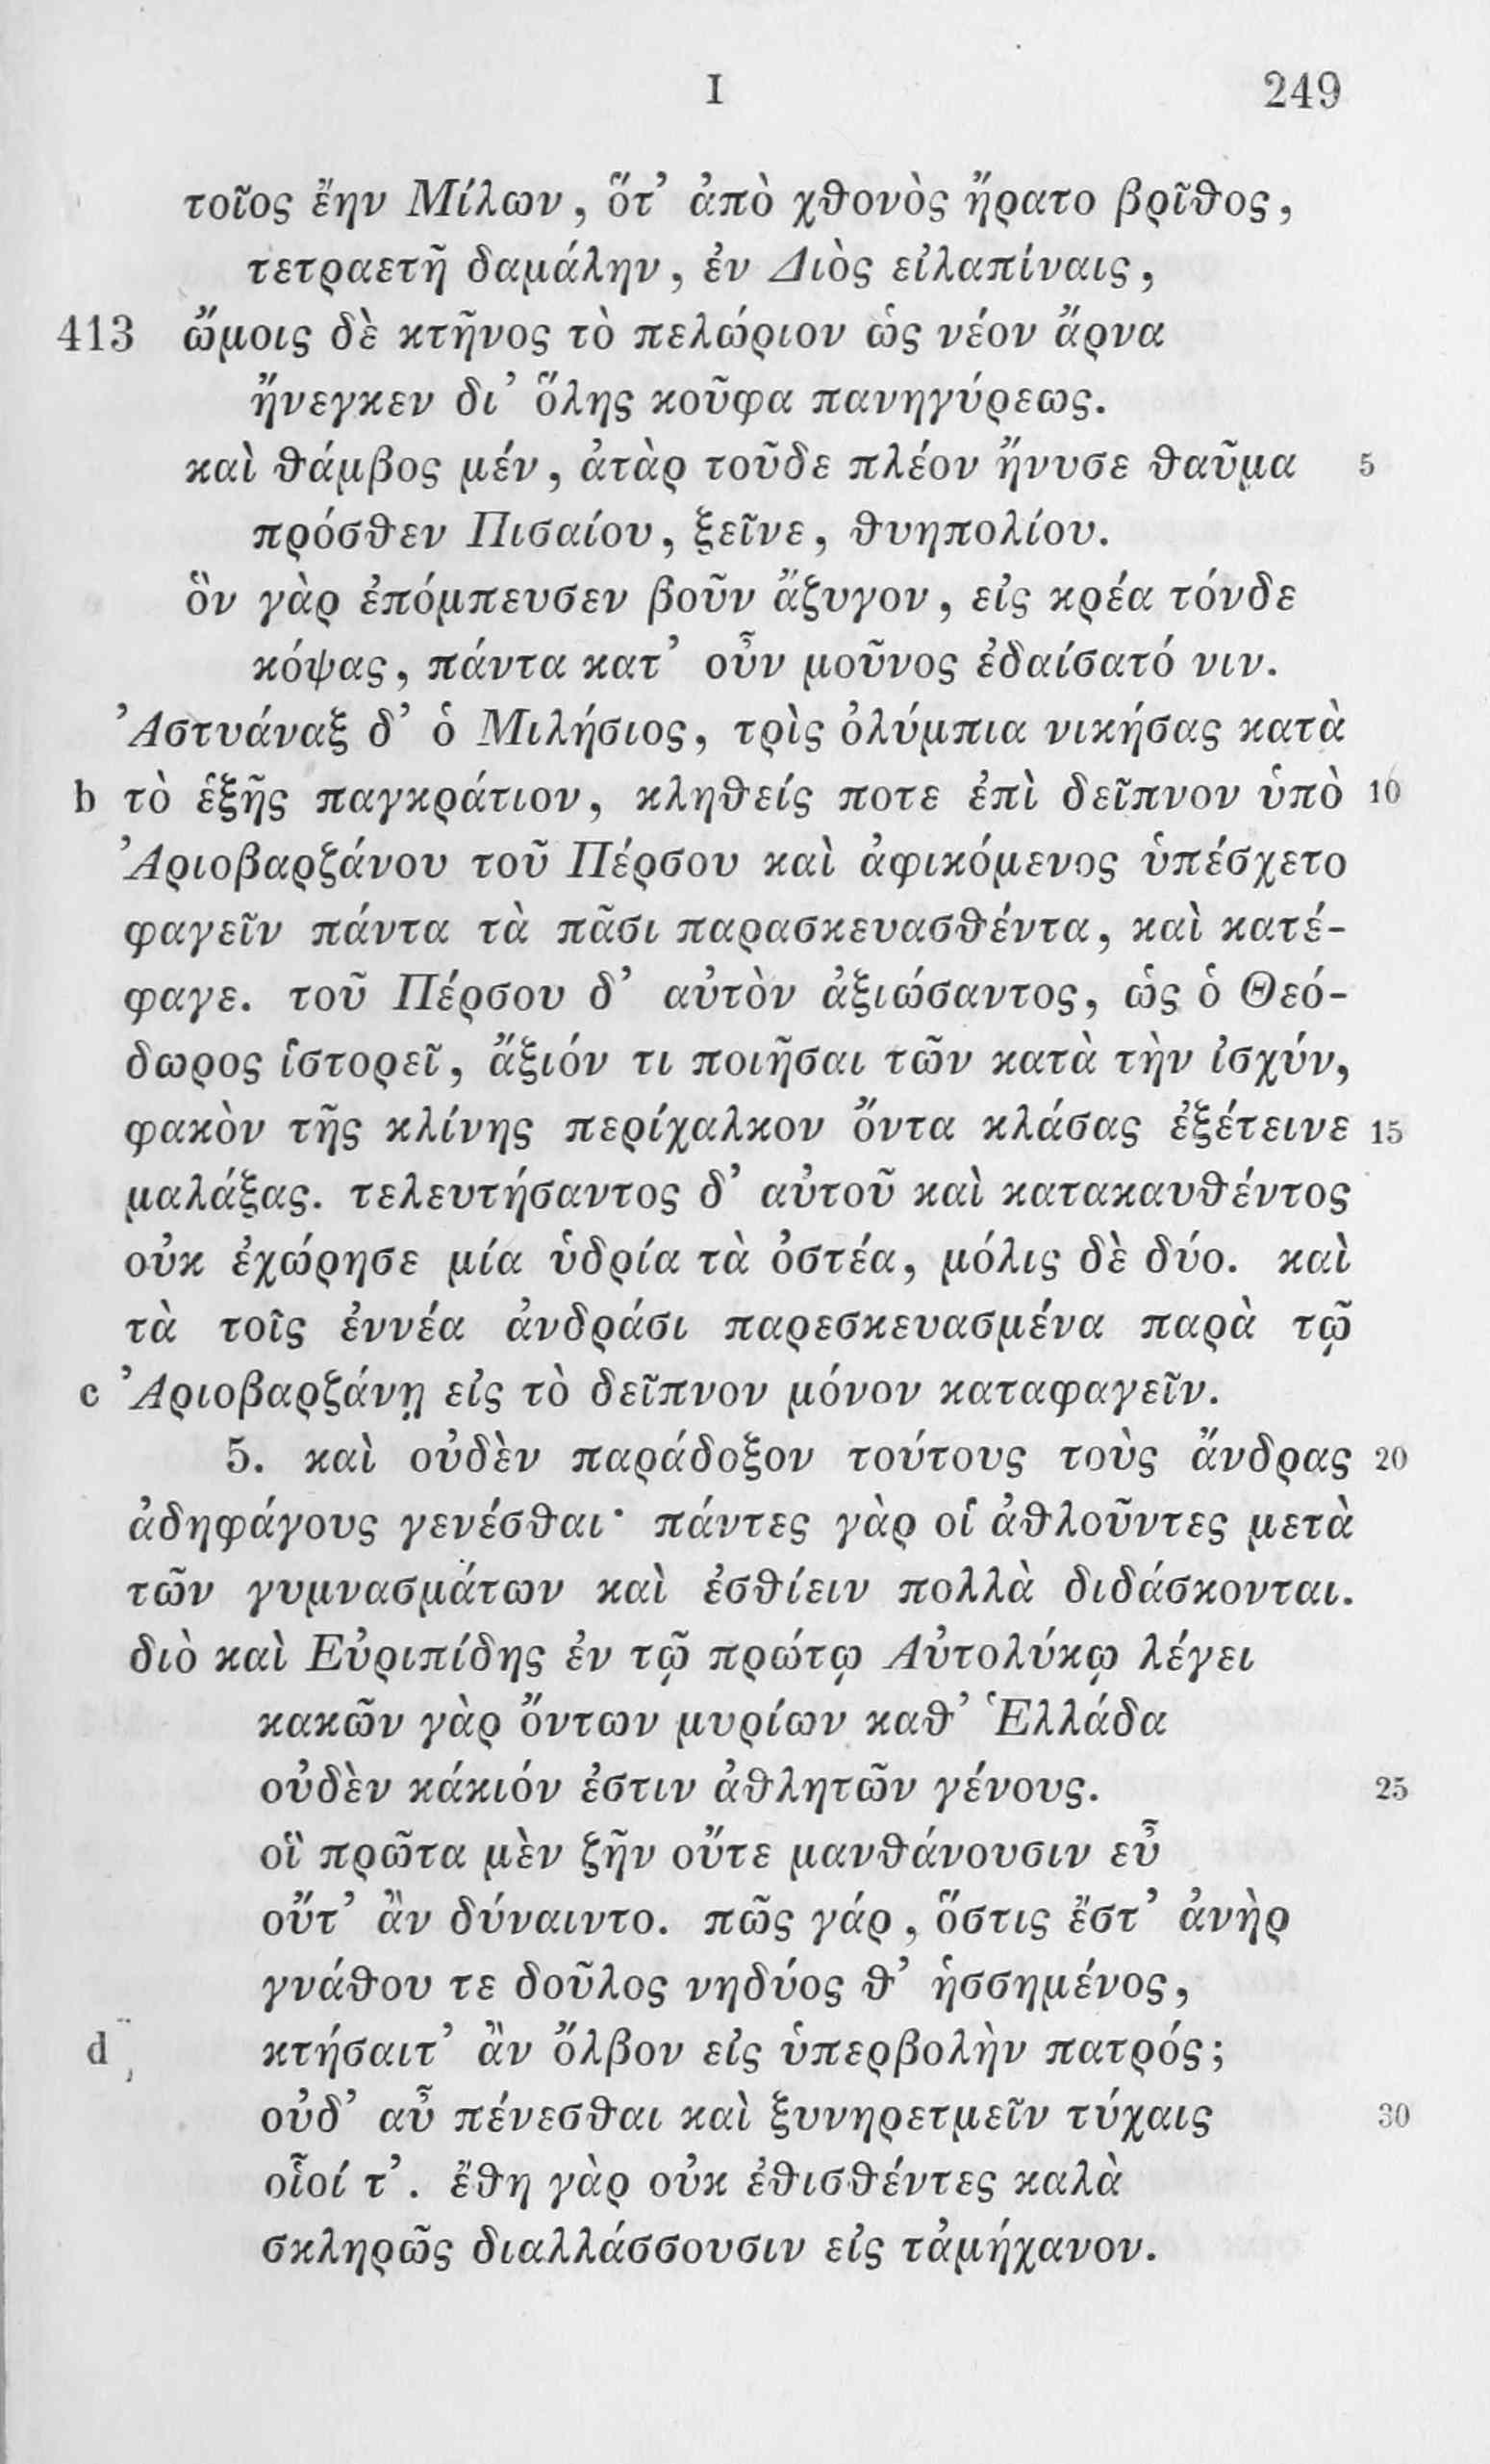 Ι 249
τοῖος ἔην Μίλων, ὅτ’ ἀπὸ χθονὸς ἤρατο βρῖθος,
τετραετῆ δαμάλην, ἐν Διὸς εἰλαπίναις,
413 ὤμοις δὲ κτῆνος τὸ πελώριον ὡς νέον ἄρνα
ἤνεγκεν δι’ ὅλης κοῦφα πανηγύρεως.
καὶ θάμβος μέν, ἀτὰρ τοῦδε πλέον ἤνυσε θαῦμα 5
πρόσθεν Πισαίου, ξεῖνε, θυηπολίου.
ὃν γὰρ ἐπόμπευσεν βοῦν ἄζυγον, εἰς κρέα τόνδε
κόψας, πάντα κατ’ οὖν μοῦνος ἐδαίσατό νιν.
Ἀστυάναξ δ’ ὁ Μιλήσιος, τρὶς ὀλύμπια νικήσας κατὰ
b τὸ ἑξῆς παγκράτιον, κληθείς ποτε ἐπὶ δεῖπνον ὑπὸ 10
Ἀριοβαρζάνου τοῦ Πέρσου καὶ ἀφικόμενος ὑπέσχετο
φαγεῖν πάντα τὰ πᾶσι παρασκευασθέντα, καὶ κατέ-
φαγε. τοῦ Πέρσου δ’ αὐτὸν ἀξιώσαντος, ὡς ὁ Θεό-
δωρος ἱστορεῖ, ἄξιόν τι ποιῆσαι τῶν κατὰ τὴν ἰσχύν,
φακὸν τῆς κλίνης περίχαλκον ὄντα κλάσας ἐξέτεινε 15
μαλάξας. τελευτήσαντος δ’ αὐτοῦ καὶ κατακαυθέντος
οὐκ ἐχώρησε μία ὑδρία τὰ ὀστέα, μόλις δὲ δύο. καὶ
τὰ τοῖς ἐννέα ἀνδράσι παρεσκευασμένα παρὰ τῷ
c Ἀριοβαρζάνῃ εἰς τὸ δεῖπνον μόνον καταφαγεῖν.
5. καὶ οὐδὲν παράδοξον τούτους τοὺς ἄνδρας 20
ἀδηφάγους γενέσθαι· πάντες γὰρ οἱ ἀθλοῦντες μετὰ
τῶν γυμνασμάτων καὶ ἐσθίειν πολλὰ διδάσκονται.
διὸ καὶ Εὐριπίδης ἐν τῷ πρώτῳ Αὐτολύκῳ λέγει
κακῶν γὰρ ὄντων μυρίων καθ’ Ἑλλάδα
οὐδὲν κάκιόν ἐστιν ἀθλητῶν γένους. 25
οἳ πρῶτα μὲν ζῆν οὔτε μανθάνουσιν εὖ
οὔτ’ ἂν δύναιντο. πῶς γάρ, ὅστις ἔστ’ ἀνὴρ
γνάθου τε δοῦλος νηδύος θ’ ἡσσημένος,
d κτήσαιτ’ ἂν ὄλβον εἰς ὑπερβολὴν πατρός;
οὐδ’ αὖ πένεσθαι καὶ ξυνηρετμεῖν τύχαις 30
οἷοί τ’. ἔθη γὰρ οὐκ ἐθισθέντες καλὰ
σκληρῶς διαλλάσσουσιν εἰς τἀμήχανον.